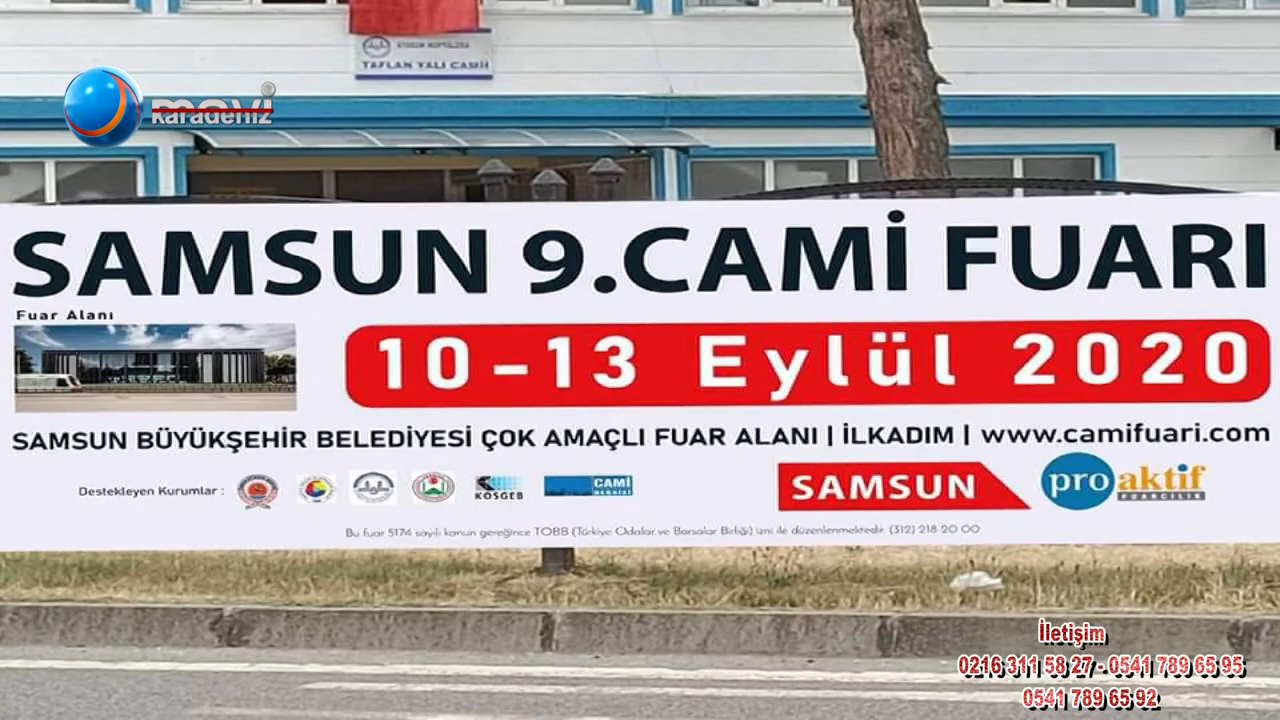 TAFLAN YALI CAMİİ
mavi
karadeniz
SAMSUN 9.CAMİ FUARI
Fuar Alanı
10-13 Eylül 2020
SAMSUN BÜYÜKŞEHİR BELEDİYESİ ÇOK AMAÇLI FUAR ALANI | İLKADIM | www.camifuari.com
Destekleyen Kurumlar :
KOSGEB
CAMİ
DERGİSİ
SAMSUN
pro aktif
FUARCILIK
Bu fuar 5174 sayılı kanun gereğince TOBB (Türkiye Odalar ve Borsalar Birliği) izni ile düzenlenmektedir. (312) 218 20 00
İletişim
0216 311 58 27 - 0541 789 65 95
0541 789 65 92